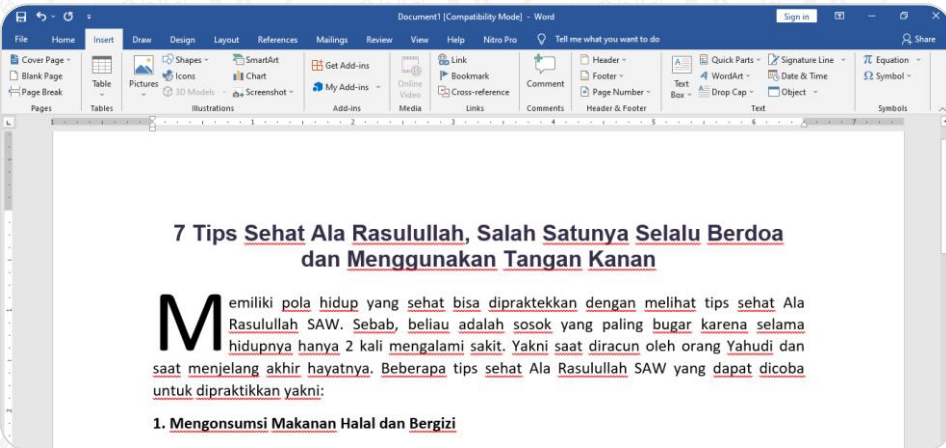 Document1 [Compatibility Mode] - Word
Sign in
File Home Insert Draw Design Layout References Mailings Review View Help Nitro Pro Tell me what you want to do Share
Cover Page
Blank Page
Page Break
Pages
Table
Tables
Pictures
Shapes
Icons
3D Models
SmartArt
Chart
Screenshot
Illustrations
Get Add-ins
My Add-ins
Add-ins
Online
Video
Media
Link
Bookmark
Cross-reference
Links
Comment
Comments
Header
Footer
Page Number
Header & Footer
Text
Box
Quick Parts
WordArt
Drop Cap
Signature Line
Date & Time
Object
Text
Equation
Symbol
Symbols
1 1 2 3 4 5 6 7
7 Tips Sehat Ala Rasulullah, Salah Satunya Selalu Berdoa
dan Menggunakan Tangan Kanan
Memiliki pola hidup yang sehat bisa dipraktekkan dengan melihat tips sehat Ala
Rasulullah SAW. Sebab, beliau adalah sosok yang paling bugar karena selama
hidupnya hanya 2 kali mengalami sakit. Yakni saat diracun oleh orang Yahudi dan
saat menjelang akhir hayatnya. Beberapa tips sehat Ala Rasulullah SAW yang dapat dicoba
untuk dipraktikkan yakni:
1. Mengonsumsi Makanan Halal dan Bergizi